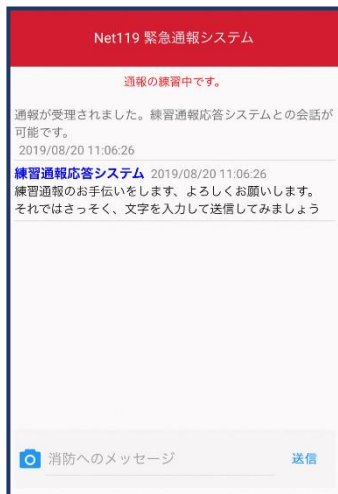 Net119 緊急通報システム
通報の練習中です。
通報が受理されました。練習通報応答システムとの会話が
可能です。
2019/08/20 11:06:26
練習通報応答システム 2019/08/20 11:06:26
練習通報のお手伝いをします、よろしくお願いします。
それではさっそく、文字を入力して送信してみましょう
消防へのメッセージ 送信